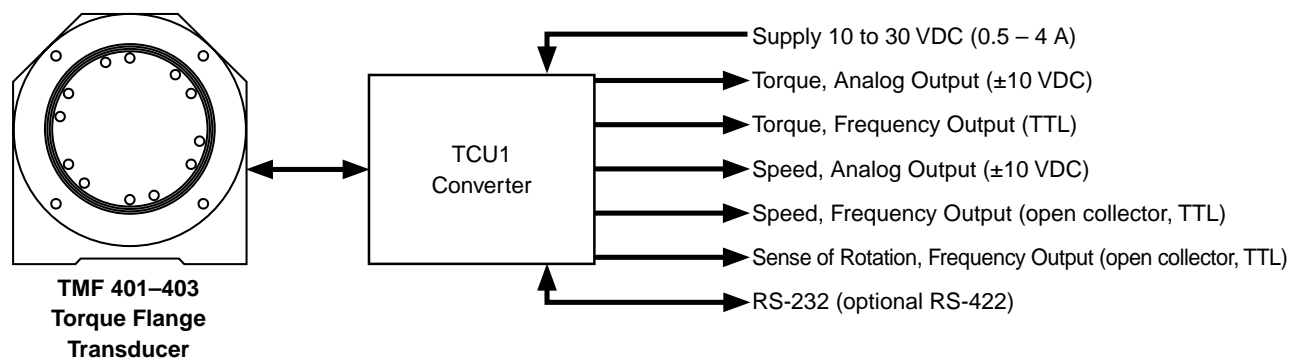 Supply 10 to 30 VDC (0.5 – 4 A)
Torque, Analog Output (±10 VDC)
Torque, Frequency Output (TTL)
TCU1
Converter
Speed, Analog Output (±10 VDC)
Speed, Frequency Output (open collector, TTL)
Sense of Rotation, Frequency Output (open collector, TTL)
RS-232 (optional RS-422)
TMF 401–403
Torque Flange
Transducer